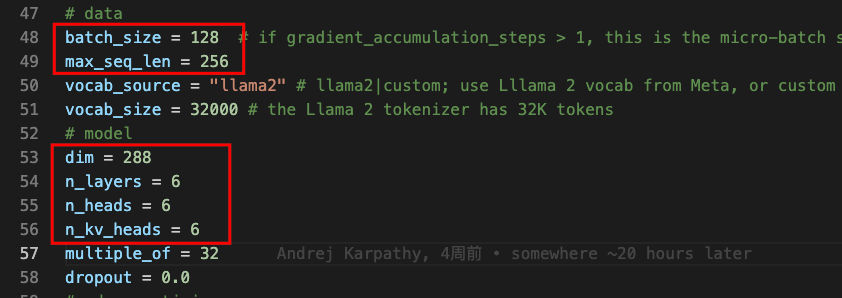 47 # data
48 batch_size = 128 # if gradient_accumulation_steps > 1, this is the micro-batch s
49 max_seq_len = 256
50 vocab_source = "llama2" # llama2|custom; use Lllama 2 vocab from Meta, or custom
51 vocab_size = 32000 # the Llama 2 tokenizer has 32K tokens
52 # model
53 dim = 288
54 n_layers = 6
55 n_heads = 6
56 n_kv_heads = 6
57 multiple_of = 32 Andrej Karpathy, 4周前 • somewhere ~20 hours later
58 dropout = 0.0